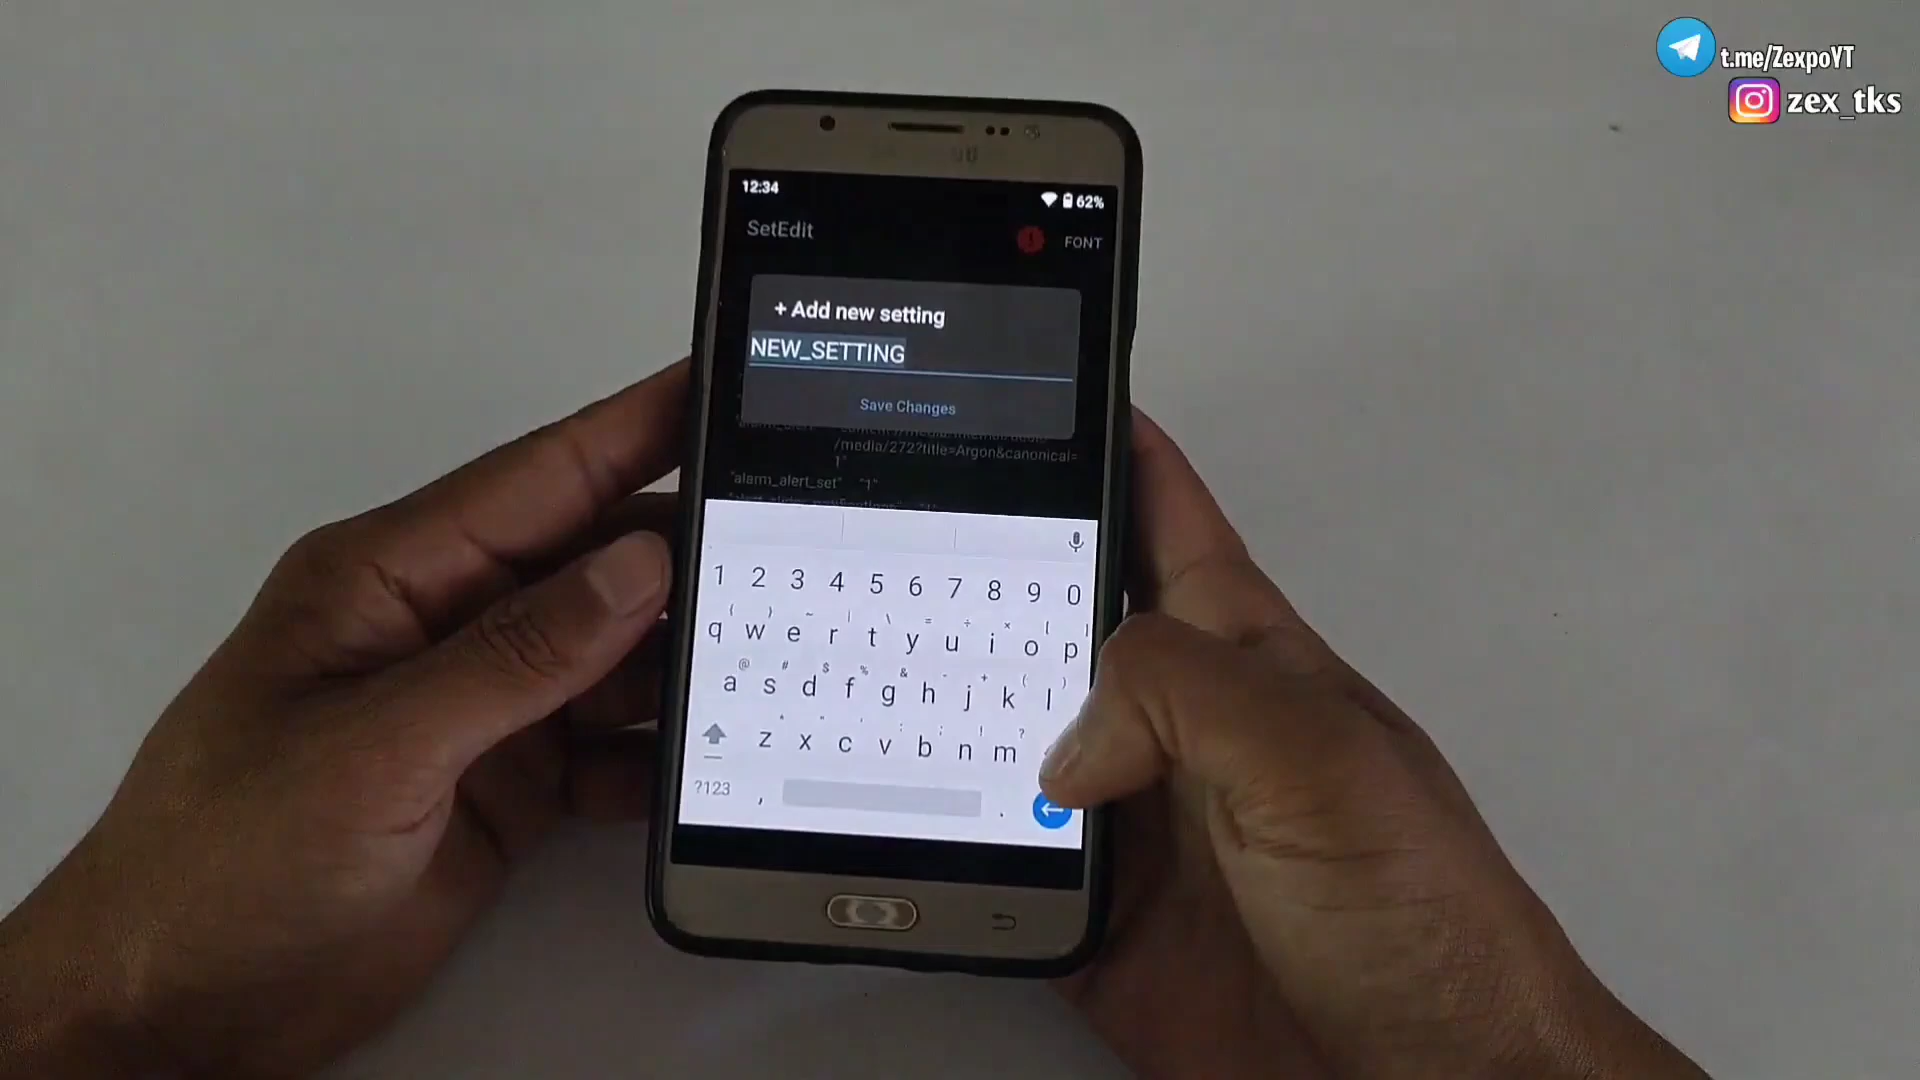 t.me/ZexpoYT
zex_tks
12:34
62%
SetEdit
FONT
+ Add new setting
NEW_SETTING
Save Changes
/media/272?title=Argon&canonical=
1"
"alarm_alert_set" "1"
1 2 3 4 5 6 7 8 9 0
q w e r t y u i o p
a s d f g h j k l
z x c v b n m
?123 , .